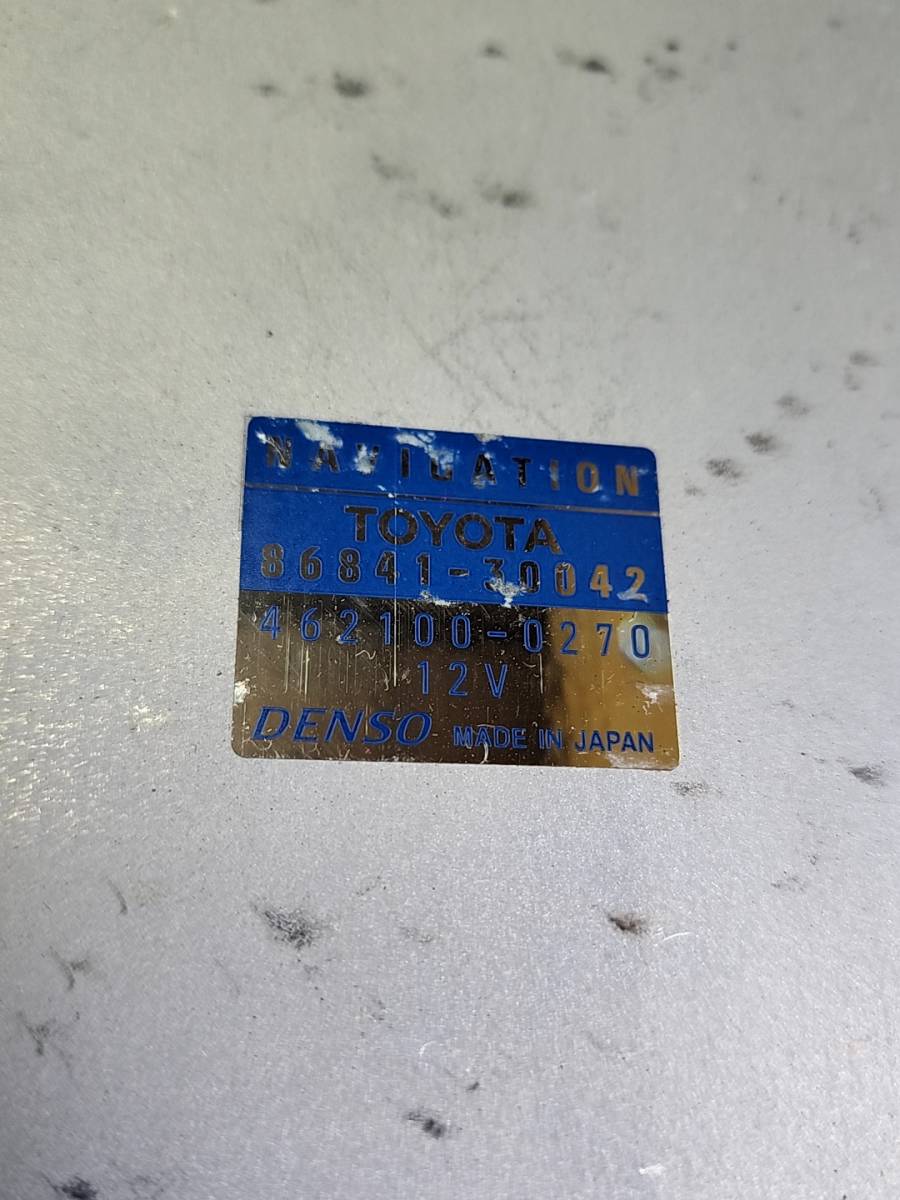 NAVIGATION
TOYOTA
86841-30042
462100-0270
12V
DENSO MADE IN JAPAN